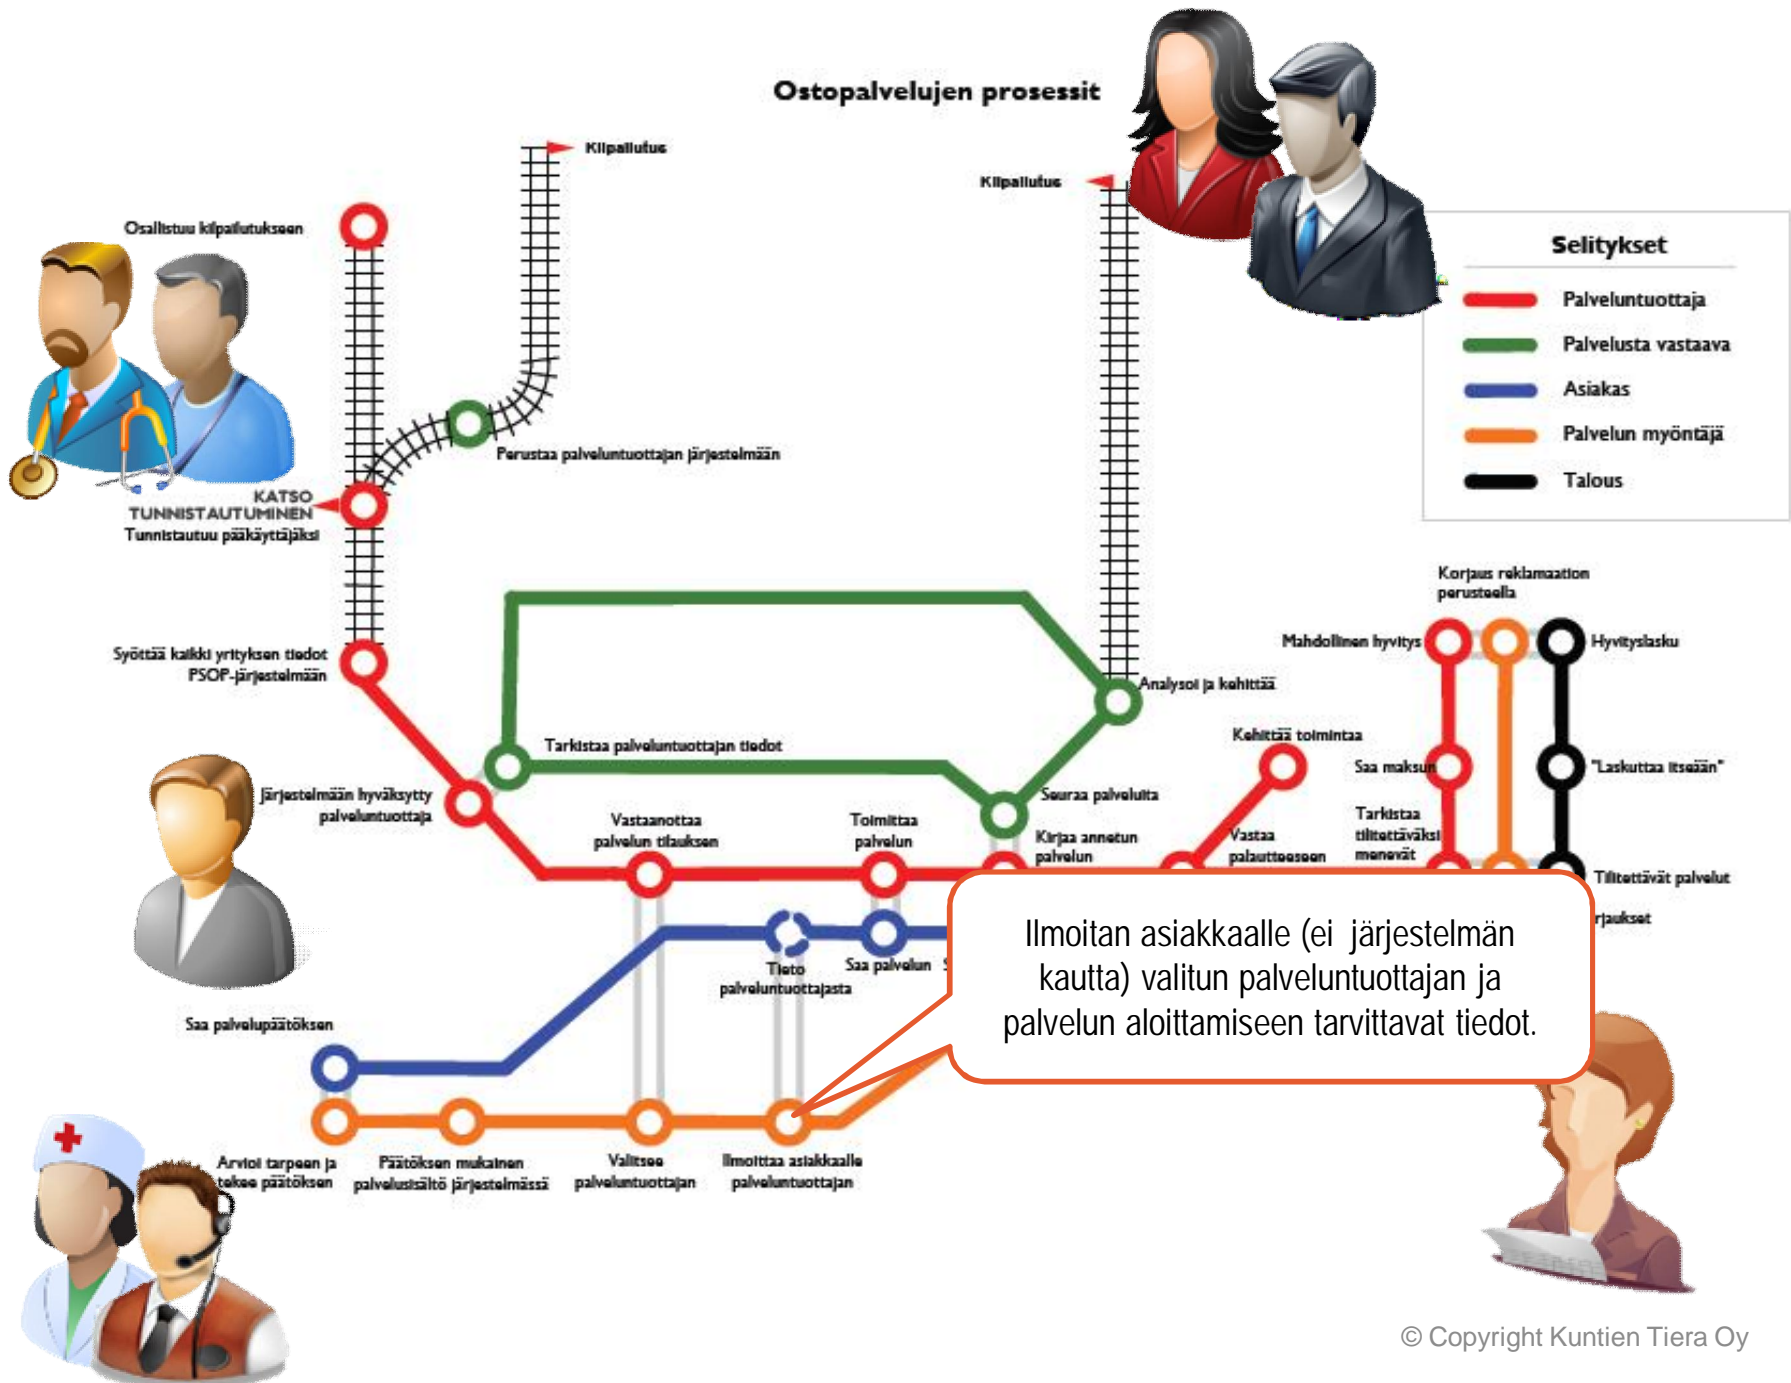 Ostopalvelujen prosessit
Kilpailutus
Kilpailutus
Osallistuu kilpailutukseen
Selitykset
Palveluntuottaja
Palvelusta vastaava
Asiakas
Palvelun myöntäjä
Talous
Perustaa palveluntuottajan järjestelmään
KATSO
TUNNISTAUTUMINEN
Tunnistautuu pääkäyttäjäksi
Korjaus reklamaation
perusteella
Mahdollinen hyvitys
Hyvityslasku
Syöttää kaikki yrityksen tiedot
PSOP-järjestelmään
Analysoi ja kehittää
Tarkistaa palveluntuottajan tiedot
Kehittää toimintaa
Saa maksun
"Laskuttaa itseään"
Järjestelmään hyväksytty
palveluntuottaja
Seuraa palveluita
Vastaanottaa
palvelun tilauksen
Toimittaa
palvelun
Kirjaa annetun
palvelun
Vastaa
palautteeseen
Tarkistaa
tilitettäväksi
menevät
Tilitettävät palvelut
rjaukset
Ilmoitan asiakkaalle (ei järjestelmän
kautta) valitun palveluntuottajan ja
palvelun aloittamiseen tarvittavat tiedot.
Tieto
palveluntuottajasta
Saa palvelun S
Saa palvelupäätöksen
Arvioi tarpeen ja
tekee päätöksen
Päätöksen mukainen
palvelusisältö järjestelmässä
Valitsee
palveluntuottajan
Ilmoittaa asiakkaalle
palveluntuottajan
© Copyright Kuntien Tiera Oy